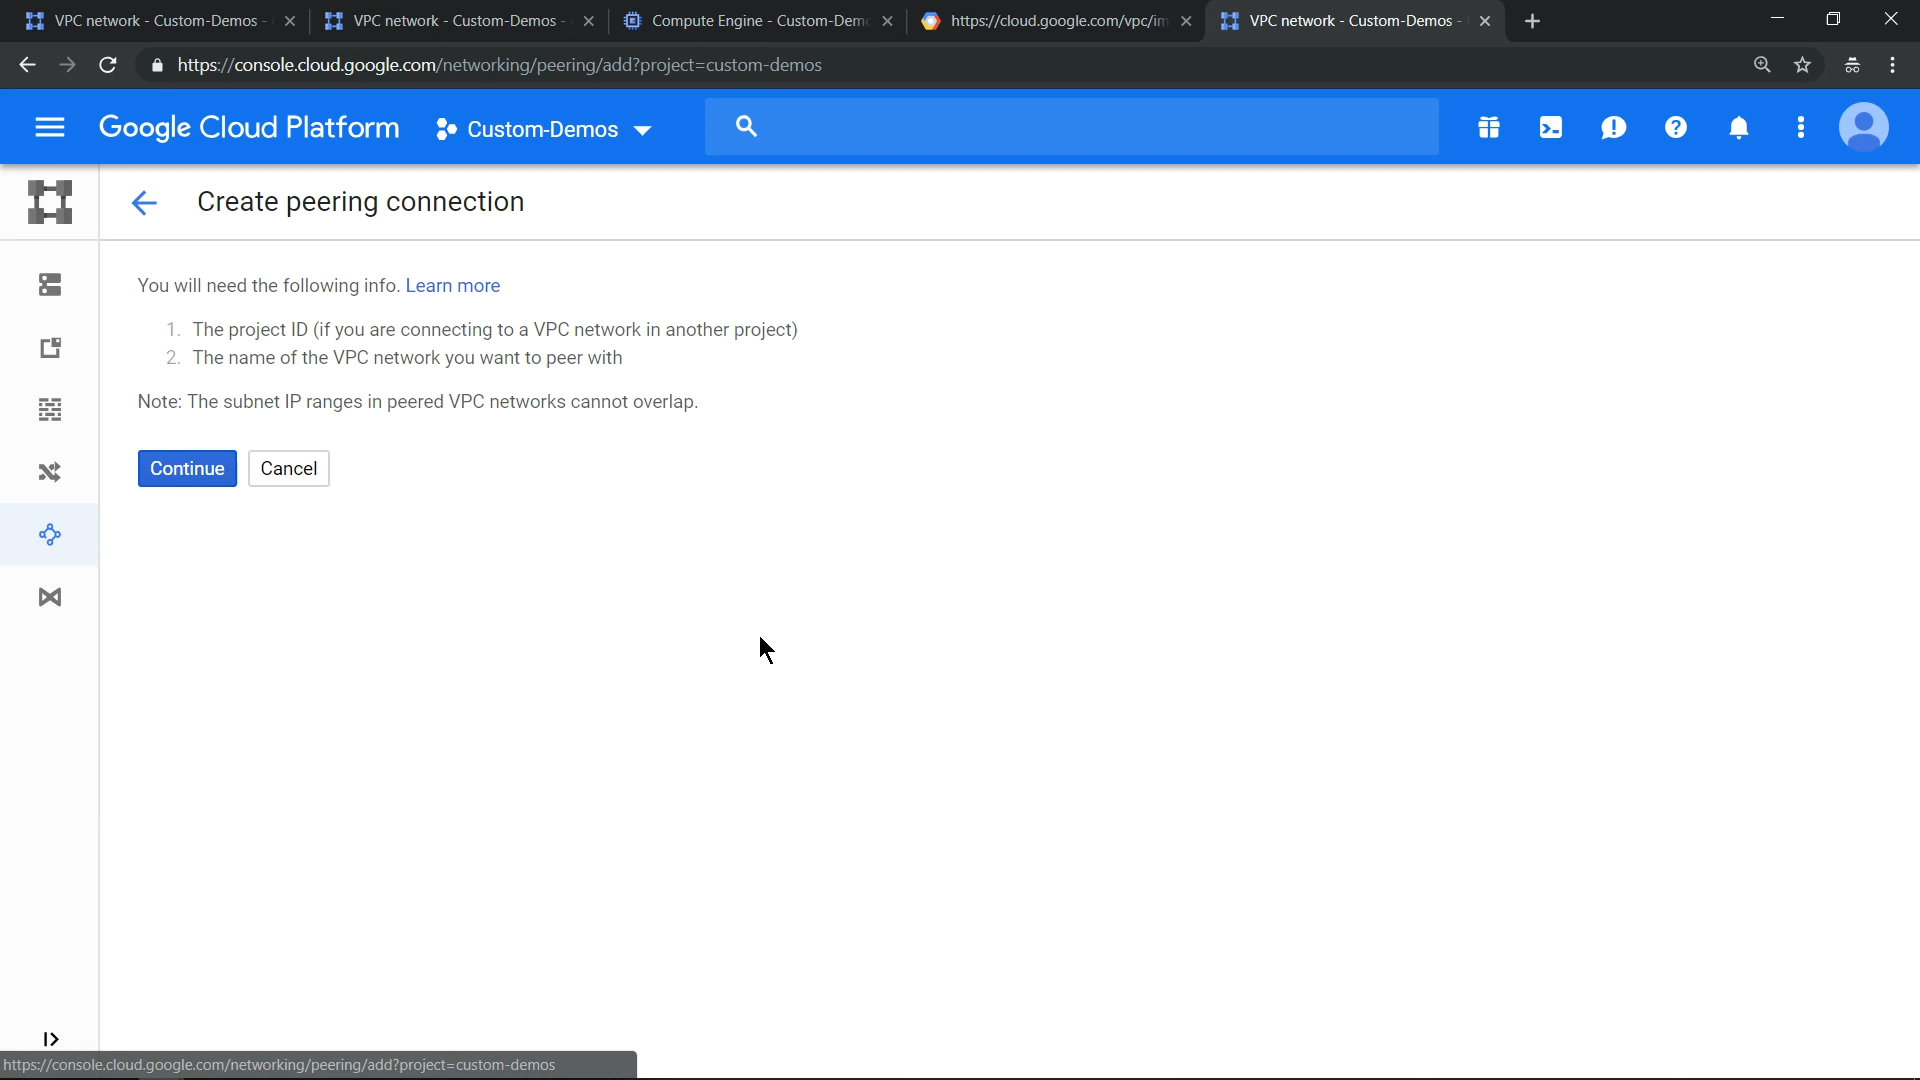 VPC network - Custom-Demos -
VPC network - Custom-Demos -
Compute Engine - Custom-Dem
https://cloud.google.com/vpc/im
VPC network - Custom-Demos -
https://console.cloud.google.com/networking/peering/add?project=custom-demos
Google Cloud Platform
Custom-Demos
Create peering connection
You will need the following info. Learn more
1. The project ID (if you are connecting to a VPC network in another project)
2. The name of the VPC network you want to peer with
Note: The subnet IP ranges in peered VPC networks cannot overlap.
Continue
Cancel
https://console.cloud.google.com/networking/peering/add?project=custom-demos